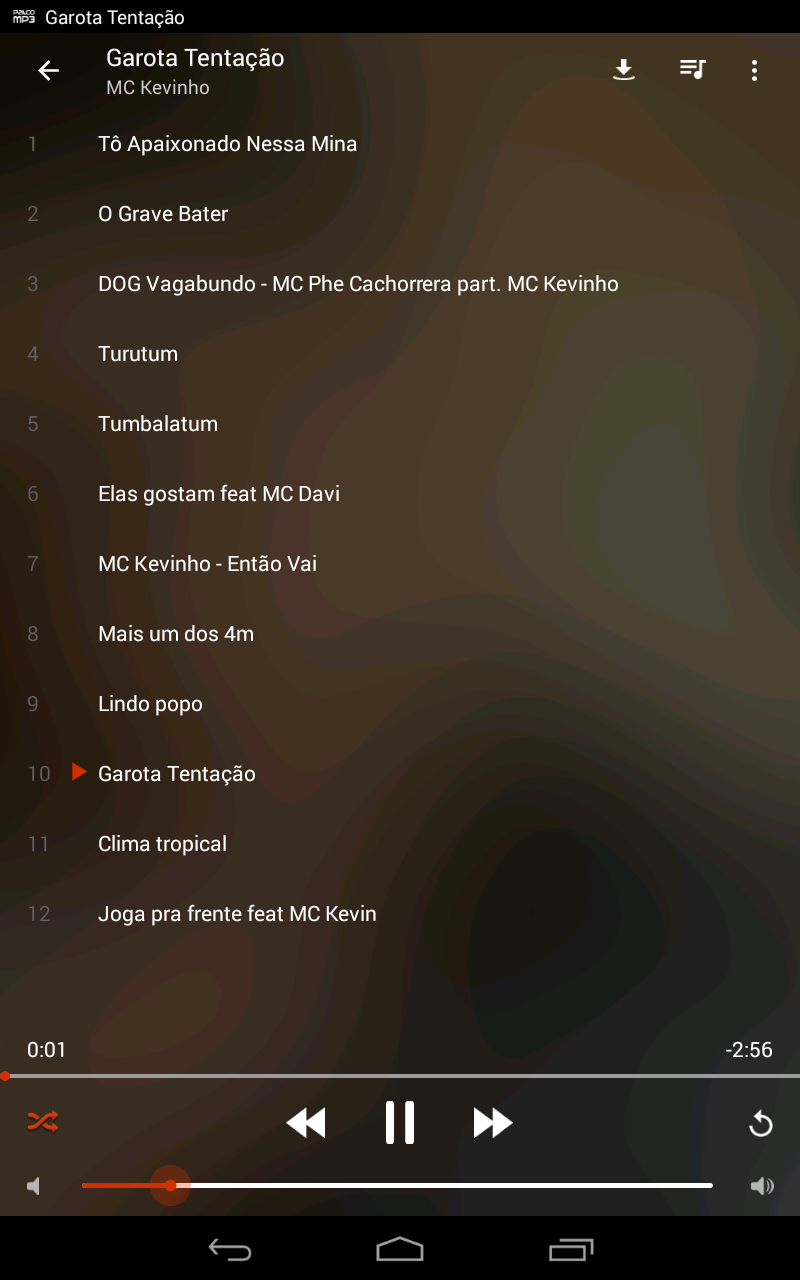 PALCO MP3 Garota Tentação
Garota Tentação
MC Kevinho
1 Tô Apaixonado Nessa Mina
2 O Grave Bater
3 DOG Vagabundo - MC Phe Cachorrera part. MC Kevinho
4 Turutum
5 Tumbalatum
6 Elas gostam feat MC Davi
7 MC Kevinho - Então Vai
8 Mais um dos 4m
9 Lindo popo
10 Garota Tentação
11 Clima tropical
12 Joga pra frente feat MC Kevin
0:01 -2:56